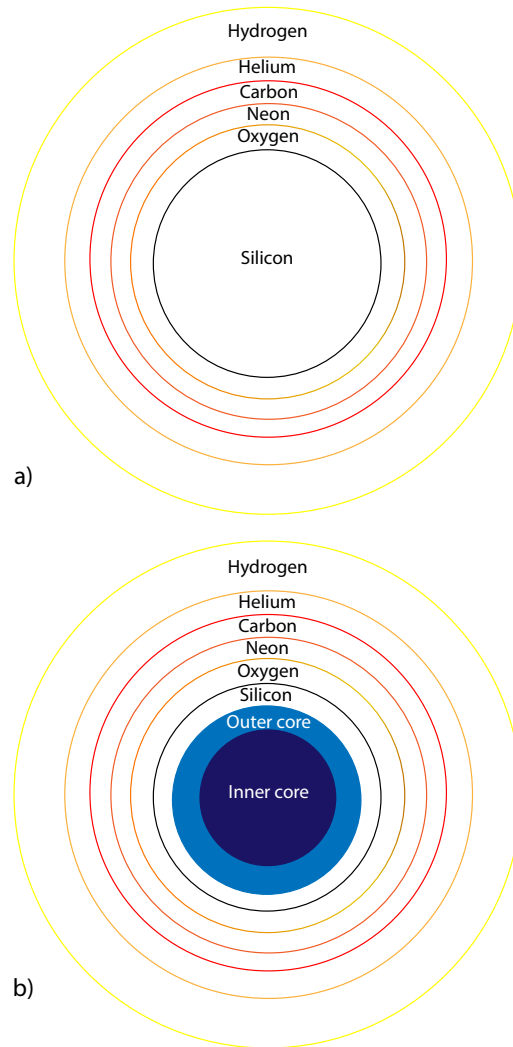 Hydrogen
Helium
Carbon
Neon
Oxygen
Silicon
a)
Hydrogen
Helium
Carbon
Neon
Oxygen
Silicon
Outer core
Inner core
b)